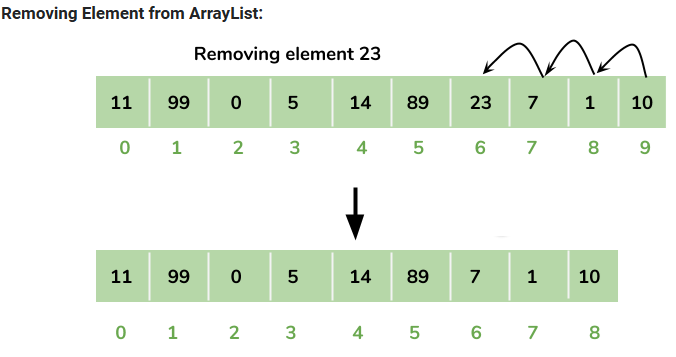 Removing Element from ArrayList:
Removing element 23
11 99 0 5 14 89 23 7 1 10
0 1 2 3 4 5 6 7 8 9
11 99 0 5 14 89 7 1 10
0 1 2 3 4 5 6 7 8